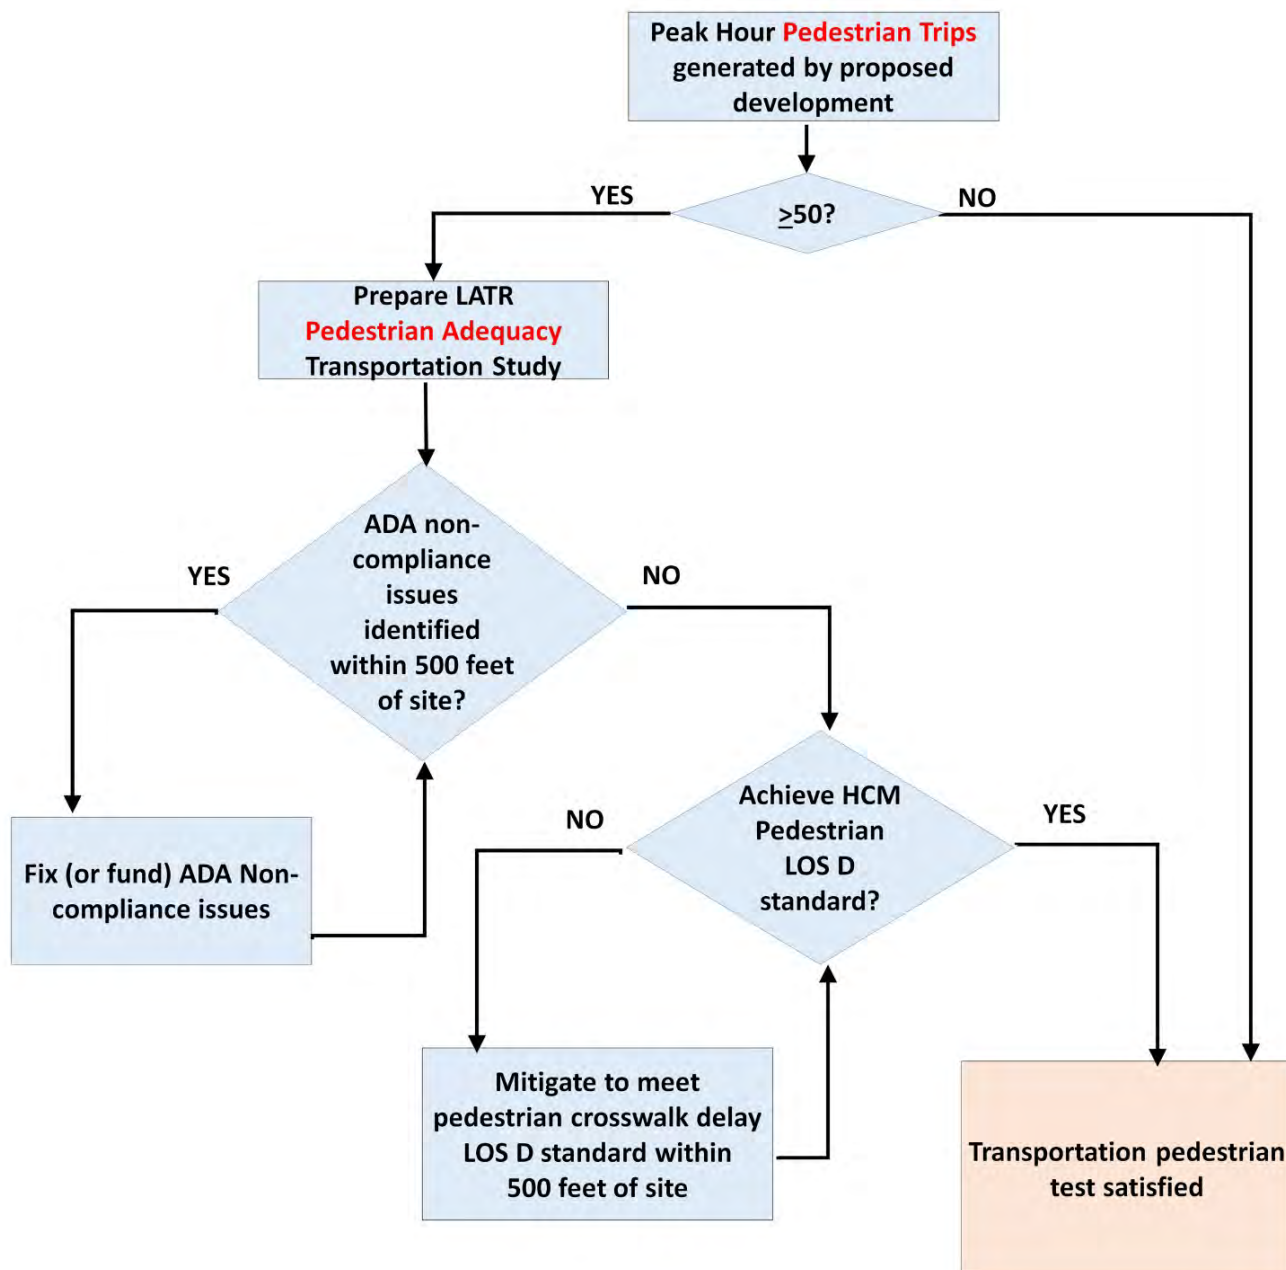 Peak Hour Pedestrian Trips
generated by proposed
development
YES
≥50?
NO
Prepare LATR
Pedestrian Adequacy
Transportation Study
YES
ADA non-
compliance
issues
identified
within 500 feet
of site?
NO
Fix (or fund) ADA Non-
compliance issues
NO
Achieve HCM
Pedestrian
LOS D
standard?
YES
Mitigate to meet
pedestrian crosswalk delay
LOS D standard within
500 feet of site
Transportation pedestrian
test satisfied